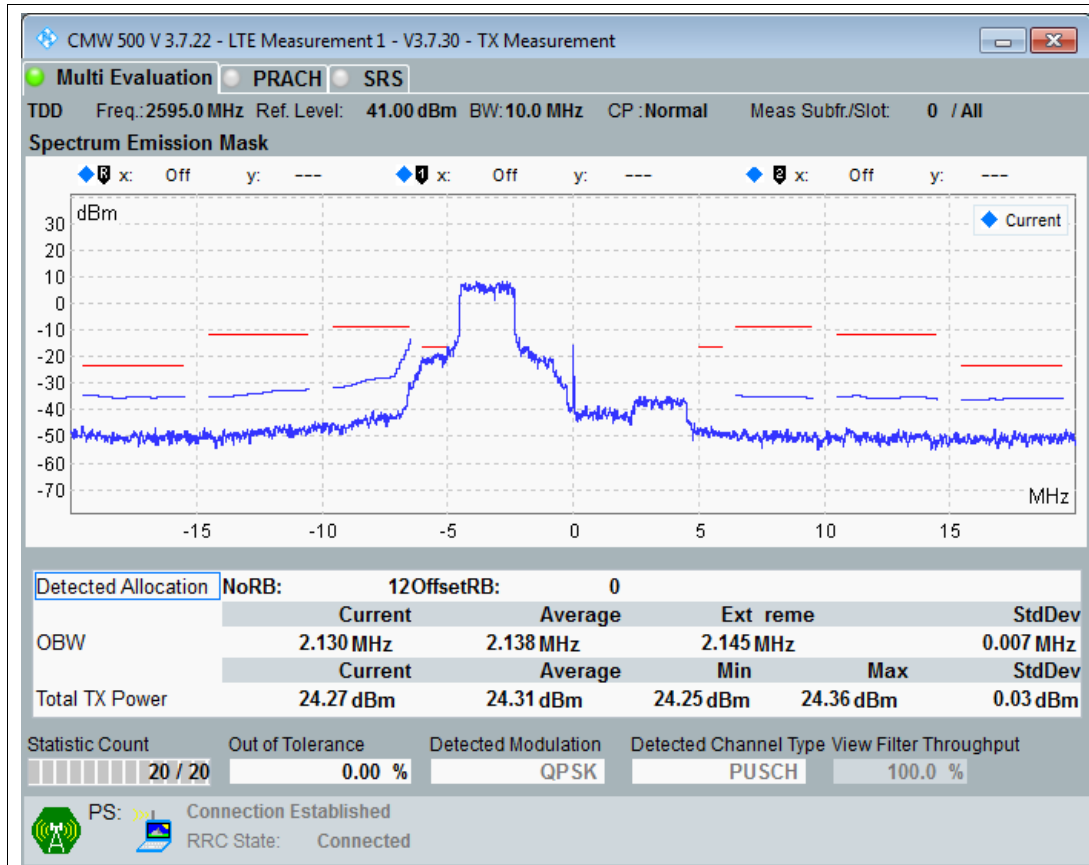 CMW 500 V 3.7.22 - LTE Measurement 1 - V3.7.30 - TX Measurement
Multi Evaluation PRACH SRS
TDD Freq.: 2595.0 MHz Ref. Level: 41.00 dBm BW: 10.0 MHz CP : Normal Meas Subfr./Slot: 0 / All
Spectrum Emission Mask
R x: Off y: --- 1 x: Off y: --- 2 x: Off y: ---
dBm
Current
30
20
10
0
-10
-20
-30
-40
-50
-60
-70
MHz
-15 -10 -5 0 5 10 15
Detected Allocation NoRB: 12 OffsetRB: 0
Current Average Ext reme StdDev
OBW 2.130 MHz 2.138 MHz 2.145 MHz 0.007 MHz
Current Average Min Max StdDev
Total TX Power 24.27 dBm 24.31 dBm 24.25 dBm 24.36 dBm 0.03 dBm
Statistic Count Out of Tolerance Detected Modulation Detected Channel Type View Filter Throughput
20 / 20 0.00 % QPSK PUSCH 100.0 %
PS: Connection Established
RRC State: Connected